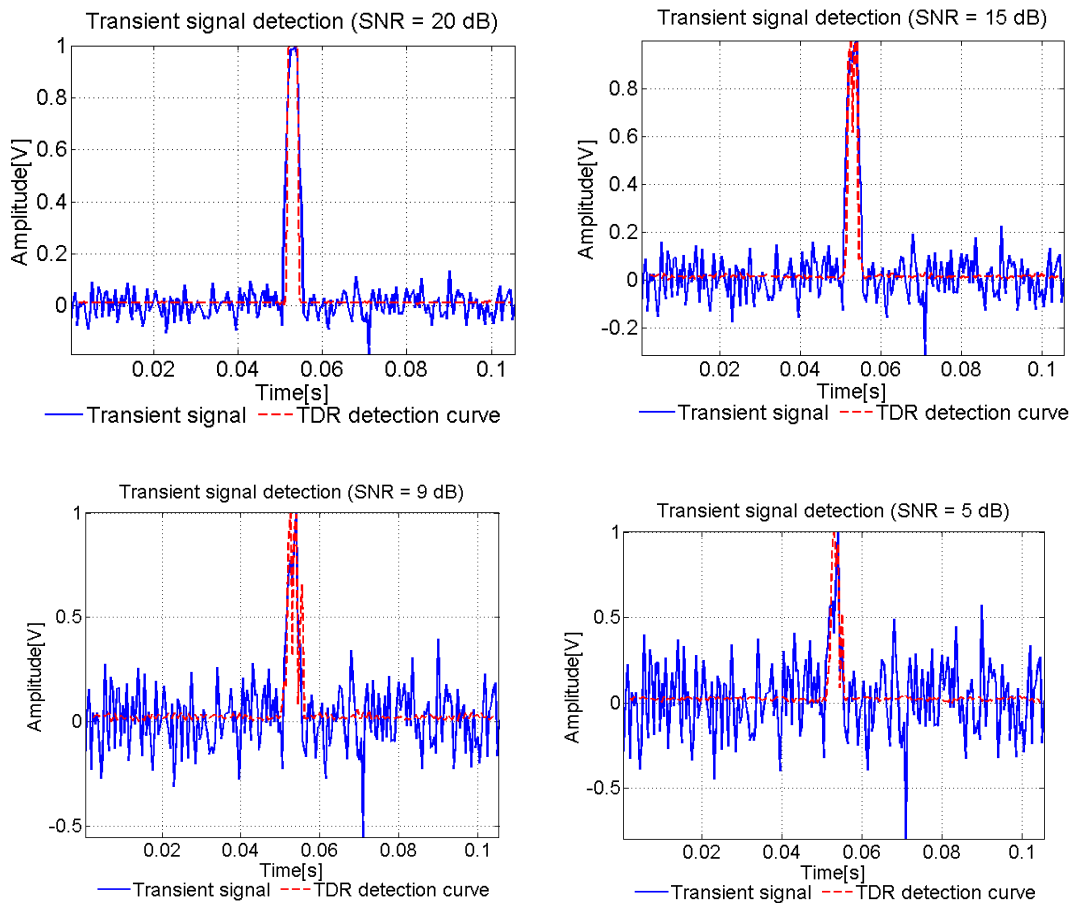 Transient signal detection (SNR = 20 dB)
1
0.8
0.6
0.4
0.2
0
Amplitude[V]
0.02
0.04
0.06
0.08
0.1
Time[s]
Transient signal
TDR detection curve
Transient signal detection (SNR = 15 dB)
0.8
0.6
0.4
0.2
0
-0.2
Amplitude[V]
0.02
0.04
0.06
0.08
0.1
Time[s]
Transient signal
TDR detection curve
Transient signal detection (SNR = 9 dB)
1
0.5
0
-0.5
Amplitude[V]
0.02
0.04
0.06
0.08
0.1
Time[s]
Transient signal
TDR detection curve
Transient signal detection (SNR = 5 dB)
1
0.5
0
-0.5
Amplitude[V]
0.02
0.04
0.06
0.08
0.1
Time[s]
Transient signal
TDR detection curve